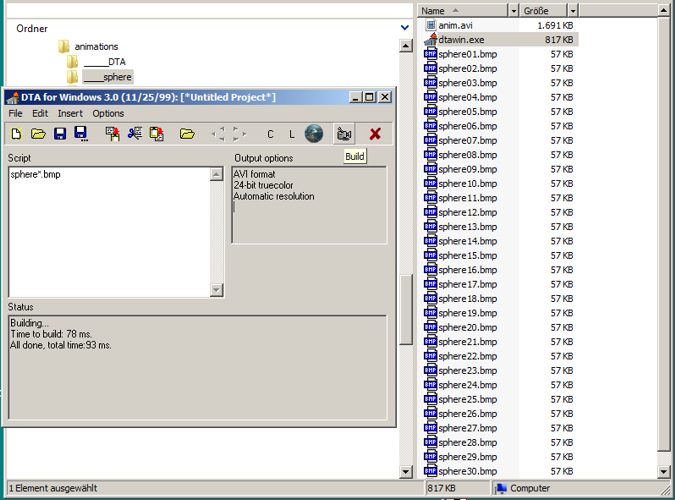 Ordner
animations
_____DTA
____sphere
DTA for Windows 3.0 (11/25/99): [*Untitled Project*]
File Edit Insert Options
C L
Build
Script
sphere*.bmp
Output options
AVI format
24-bit truecolor
Automatic resolution
Status
Building...
Time to build: 78 ms.
All done, total time:93 ms.
1 Element ausgewählt
Name Größe
anim.avi 1.691 KB
dtawin.exe 817 KB
sphere01.bmp 57 KB
sphere02.bmp 57 KB
sphere03.bmp 57 KB
sphere04.bmp 57 KB
sphere05.bmp 57 KB
sphere06.bmp 57 KB
sphere07.bmp 57 KB
sphere08.bmp 57 KB
sphere09.bmp 57 KB
sphere10.bmp 57 KB
sphere11.bmp 57 KB
sphere12.bmp 57 KB
sphere13.bmp 57 KB
sphere14.bmp 57 KB
sphere15.bmp 57 KB
sphere16.bmp 57 KB
sphere17.bmp 57 KB
sphere18.bmp 57 KB
sphere19.bmp 57 KB
sphere20.bmp 57 KB
sphere21.bmp 57 KB
sphere22.bmp 57 KB
sphere23.bmp 57 KB
sphere24.bmp 57 KB
sphere25.bmp 57 KB
sphere26.bmp 57 KB
sphere27.bmp 57 KB
sphere28.bmp 57 KB
sphere29.bmp 57 KB
sphere30.bmp 57 KB
817 KB Computer